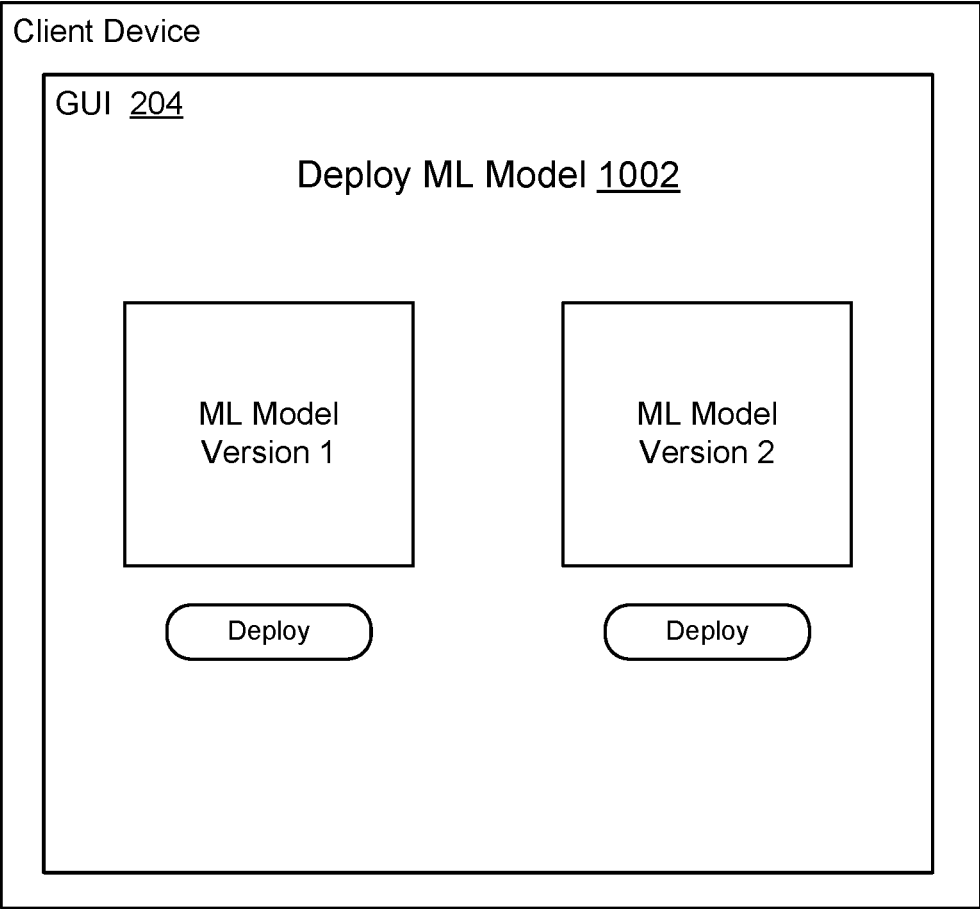 Client Device
GUI 204
Deploy ML Model 1002
ML Model
Version 1
ML Model
Version 2
Deploy
Deploy